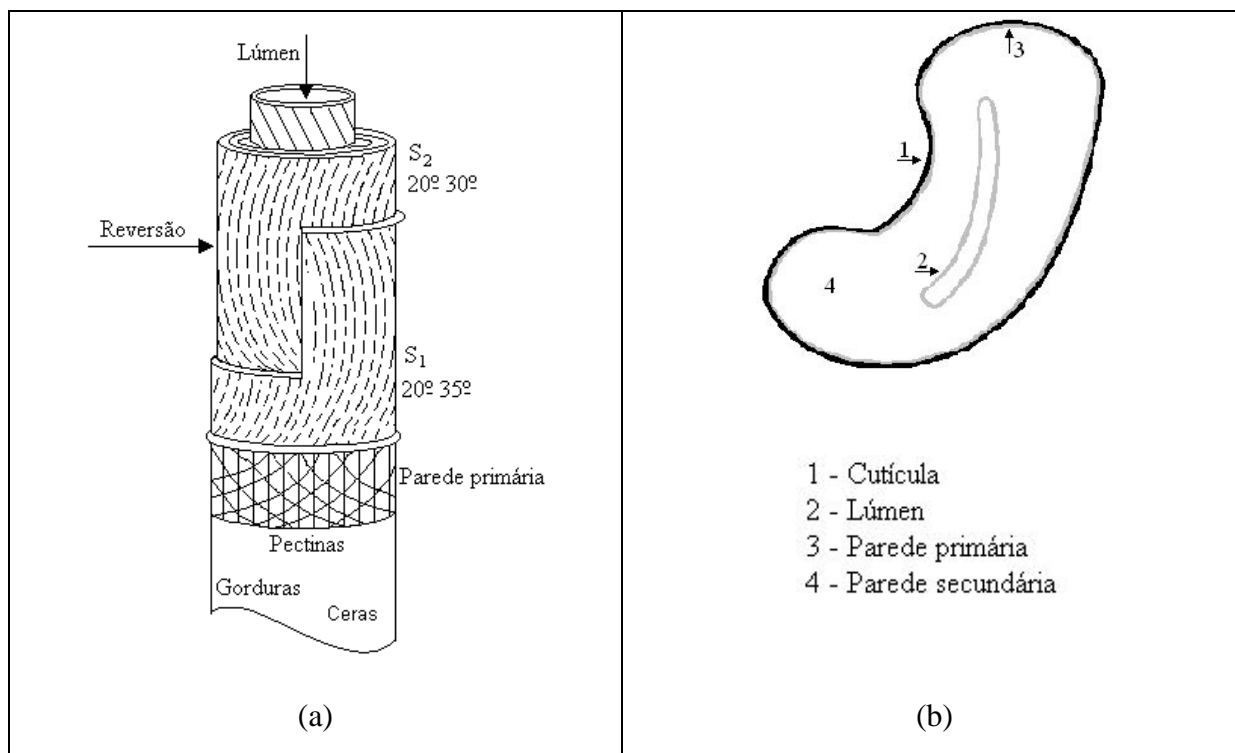 Lúmen
S2
20º 30º
Reversão
S1
20º 35º
Parede primária
Pectinas
Gorduras
Ceras
(a)
3
1
2
4
1 - Cutícula
2 - Lúmen
3 - Parede primária
4 - Parede secundária
(b)